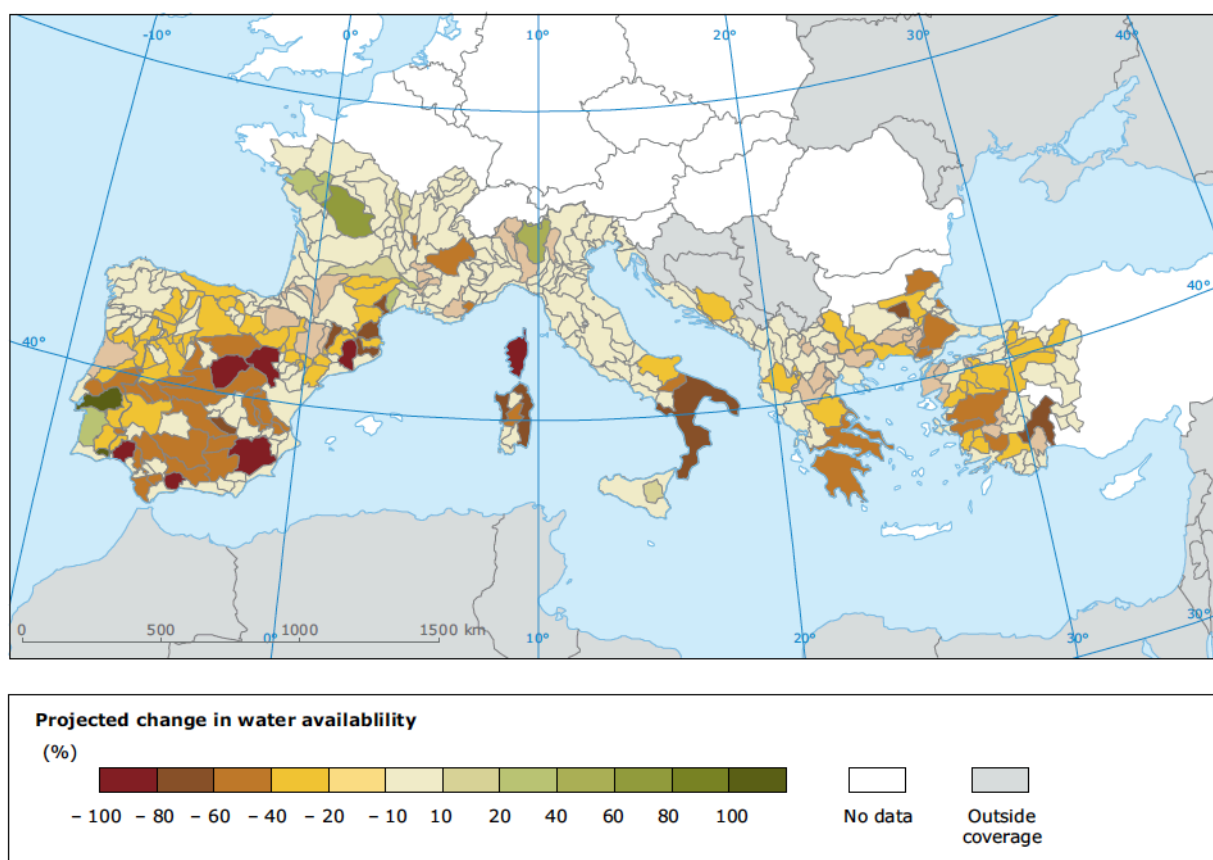 -10° 0° 10° 20° 30° 40°
40°
40°
30°
0 500 1000 1500 km
0° 10° 20° 30°
Projected change in water availablility
(%)
– 100 – 80 – 60 – 40 – 20 – 10 10 20 40 60 80 100
No data
Outside
coverage